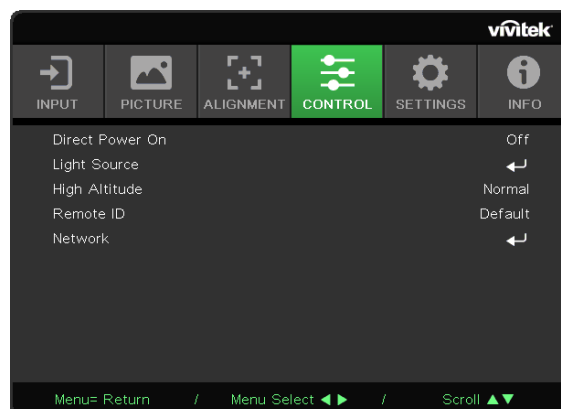 vivitek
INPUT PICTURE ALIGNMENT CONTROL SETTINGS INFO
Direct Power On Off
Light Source
High Altitude Normal
Remote ID Default
Network
Menu= Return / Menu Select ◀ ▶ / Scroll ▲▼